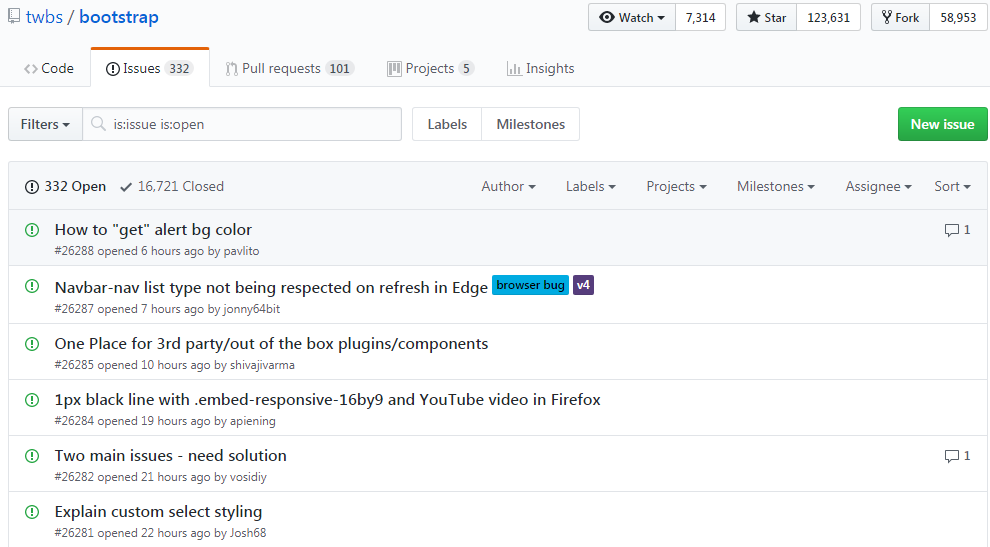 twbs / bootstrap
Watch 7,314 Star 123,631 Fork 58,953
Code Issues 332 Pull requests 101 Projects 5 Insights
Filters is:issue is:open Labels Milestones New issue
332 Open 16,721 Closed Author Labels Projects Milestones Assignee Sort
How to "get" alert bg color 1
#26288 opened 6 hours ago by pavlito
Navbar-nav list type not being respected on refresh in Edge browser bug v4
#26287 opened 7 hours ago by jonny64bit
One Place for 3rd party/out of the box plugins/components
#26285 opened 10 hours ago by shivajivarma
1px black line with .embed-responsive-16by9 and YouTube video in Firefox
#26284 opened 19 hours ago by apiening
Two main issues - need solution 1
#26282 opened 21 hours ago by vosidiy
Explain custom select styling
#26281 opened 22 hours ago by Josh68